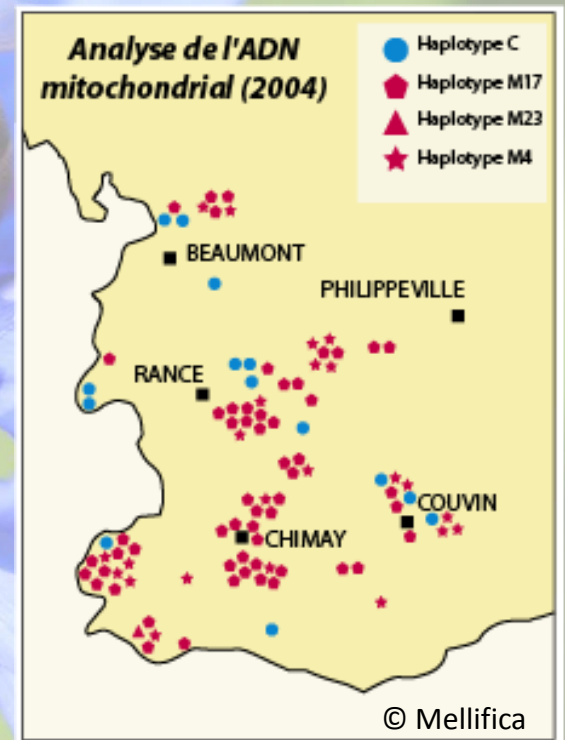 Analyse de l'ADN
mitochondrial (2004)
Haplotype C
Haplotype M17
Haplotype M23
Haplotype M4
BEAUMONT
PHILIPPEVILLE
RANCE
COUVIN
CHIMAY
© Mellifica